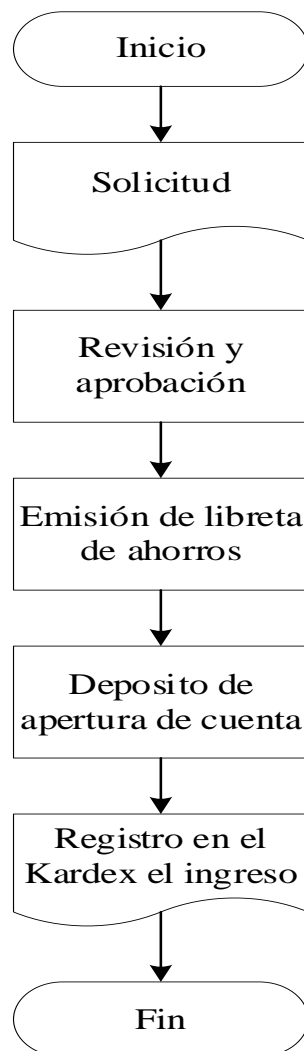 Inicio
Solicitud
Revisión y
aprobación
Emisión de libreta
de ahorros
Deposito de
apertura de cuenta
Registro en el
Kardex el ingreso
Fin